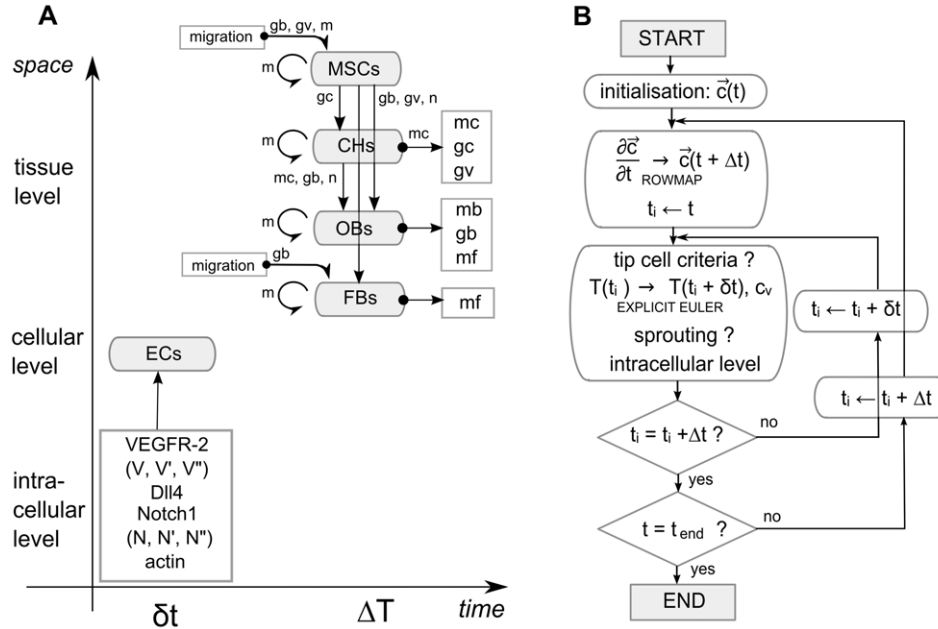 A
space
migration
gb, gv, m
m
MSCs
gc
gb, gv, n
m
CHs
mc
mc
gc
gv
tissue
level
mc, gb, n
m
OBs
mb
gb
mf
migration
gb
m
FBs
mf
cellular
level
ECs
VEGFR-2
(V, V', V")
Dll4
Notch1
(N, N', N")
actin
intra-
cellular
level
δt
ΔT
time
B
START
initialisation: c⃗(t)
∂c⃗/∂t → c⃗(t + Δt)
ROWMAP
tᵢ ← t
tip cell criteria ?
T(tᵢ ) → T(tᵢ + δt), cᵥ
EXPLICIT EULER
sprouting ?
intracellular level
tᵢ ← tᵢ + δt
tᵢ ← tᵢ + Δt
tᵢ = tᵢ +Δt ?
no
yes
t = t end ?
no
yes
END